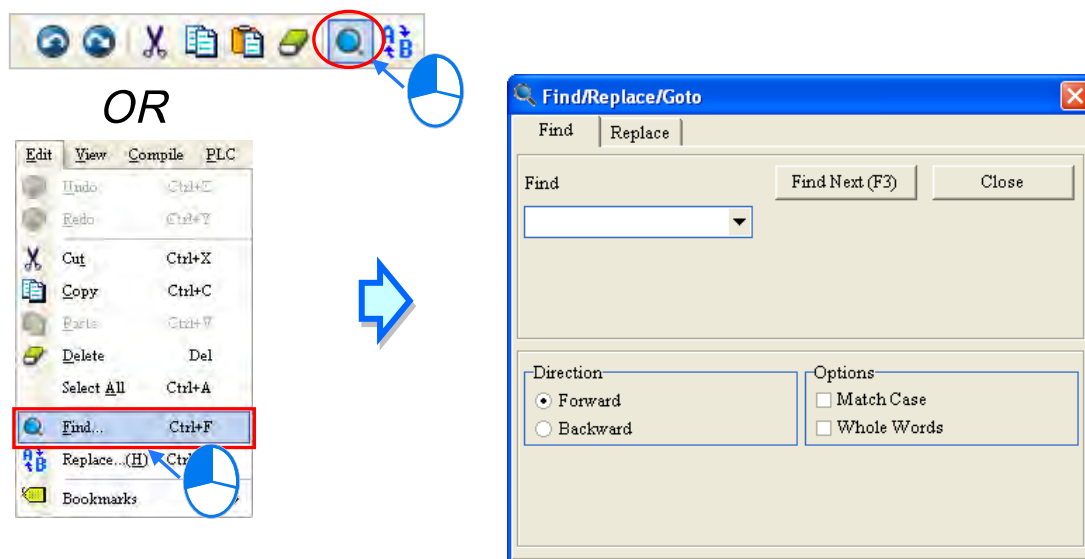 OR
Edit View Compile PLC
Undo Ctrl+Z
Redo Ctrl+Y
Cut Ctrl+X
Copy Ctrl+C
Paste Ctrl+V
Delete Del
Select All Ctrl+A
Find... Ctrl+F
Replace...(H) Ctrl
Bookmarks
Find/Replace/Goto
Find Replace
Find Find Next (F3) Close
Direction Options
Forward Match Case
Backward Whole Words